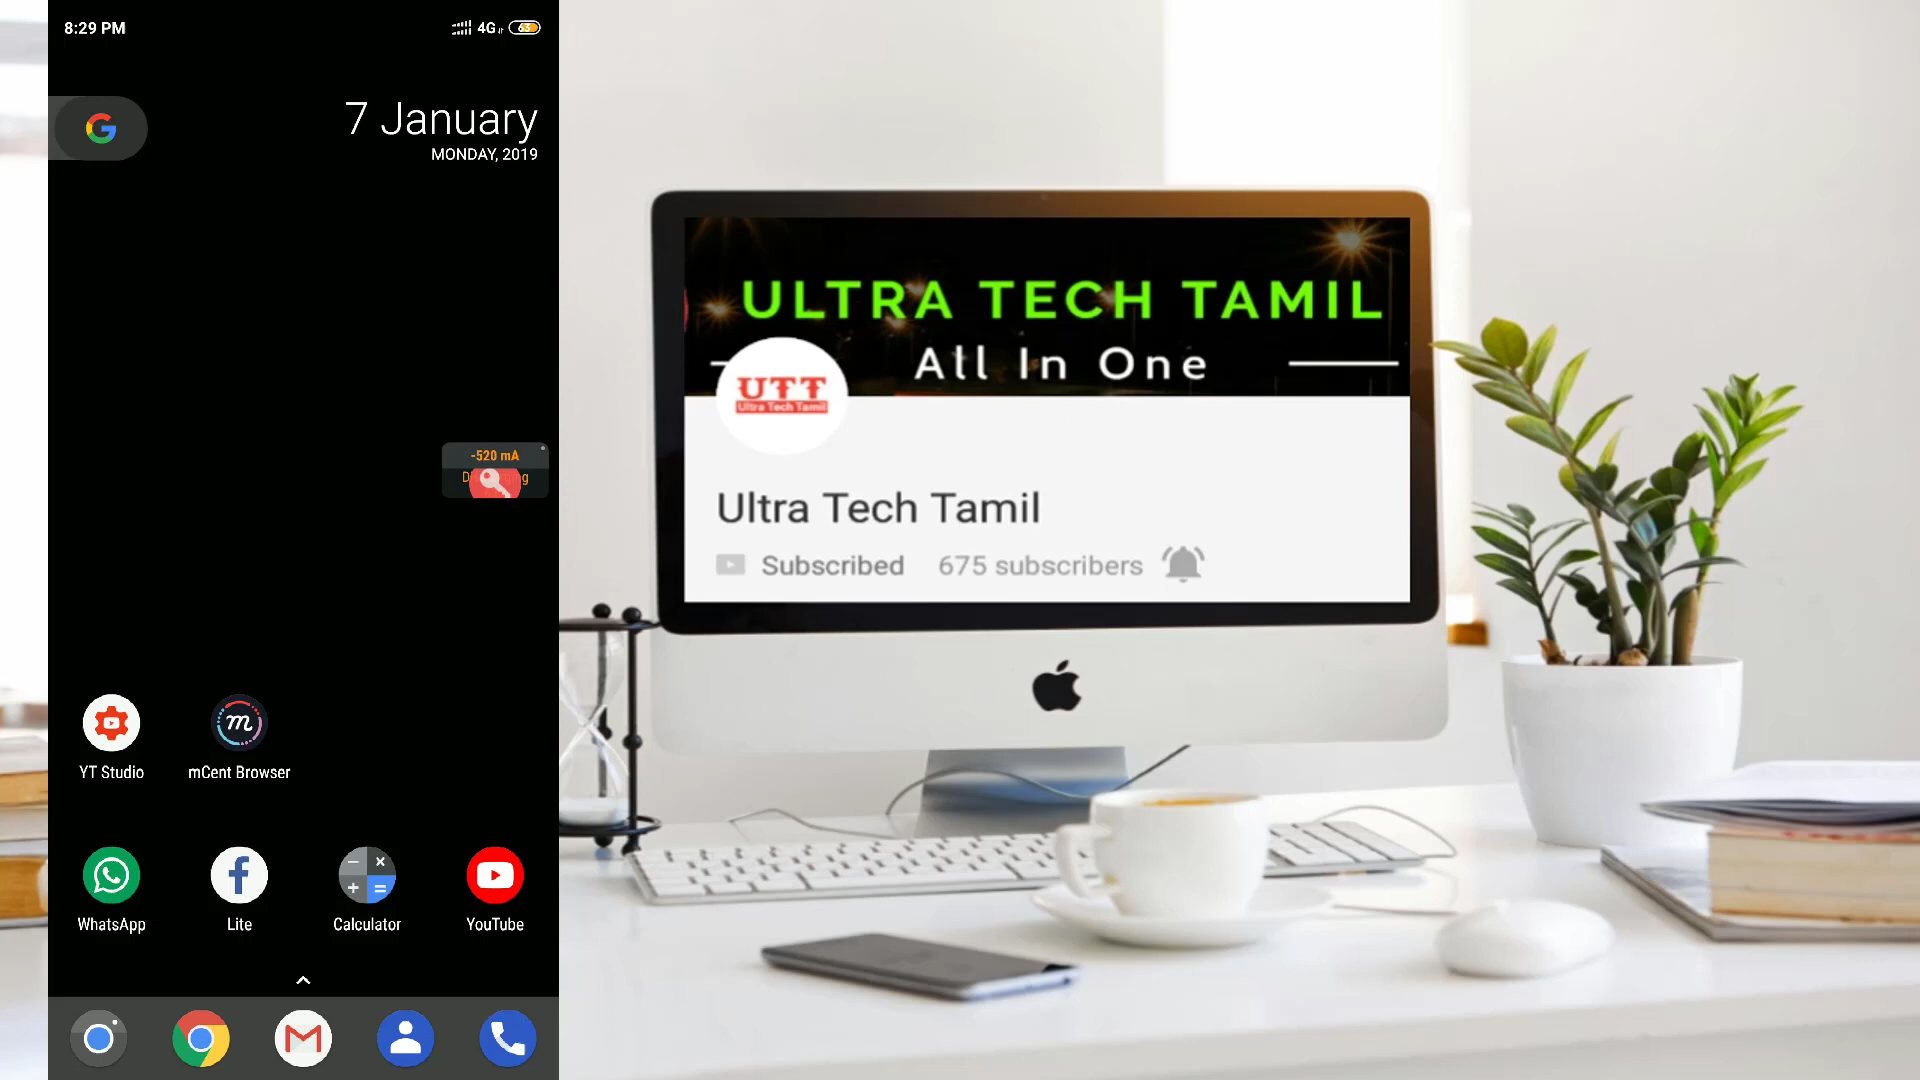 8:29 PM
4G
63
7 January
MONDAY, 2019
-520 mA
YT Studio
mCent Browser
WhatsApp
Lite
Calculator
YouTube
ULTRA TECH TAMIL
All In One
UTT
Ultra Tech Tamil
Ultra Tech Tamil
Subscribed 675 subscribers